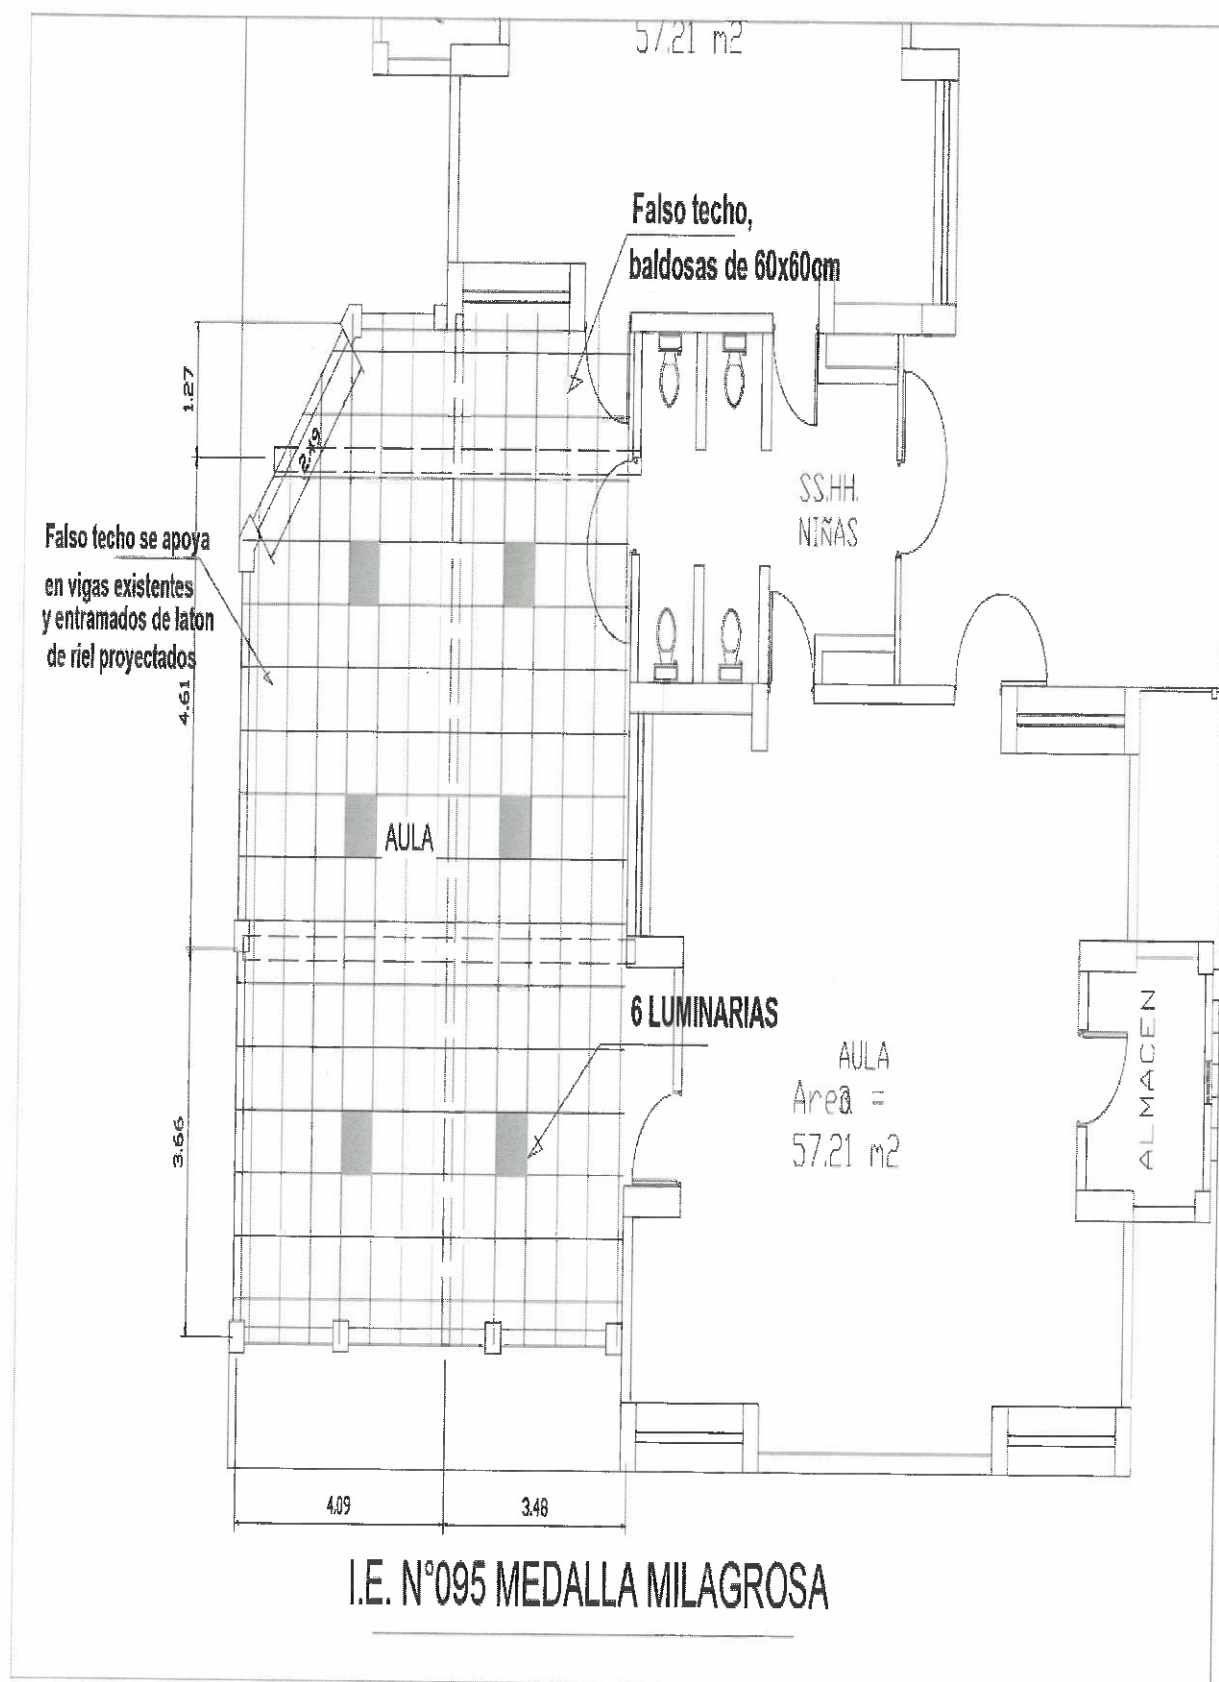 57.21 m2
Falso techo,
baldosas de 60x60cm
1.27
SS.HH.
NIÑAS
Falso techo se apoya
en vigas existentes
y entramados de laton
de riel proyectados
4.61
AULA
6 LUMINARIAS
AULA
Area =
57.21 m2
ALMACEN
3.66
4.09
3.48
I.E. N°095 MEDALLA MILAGROSA